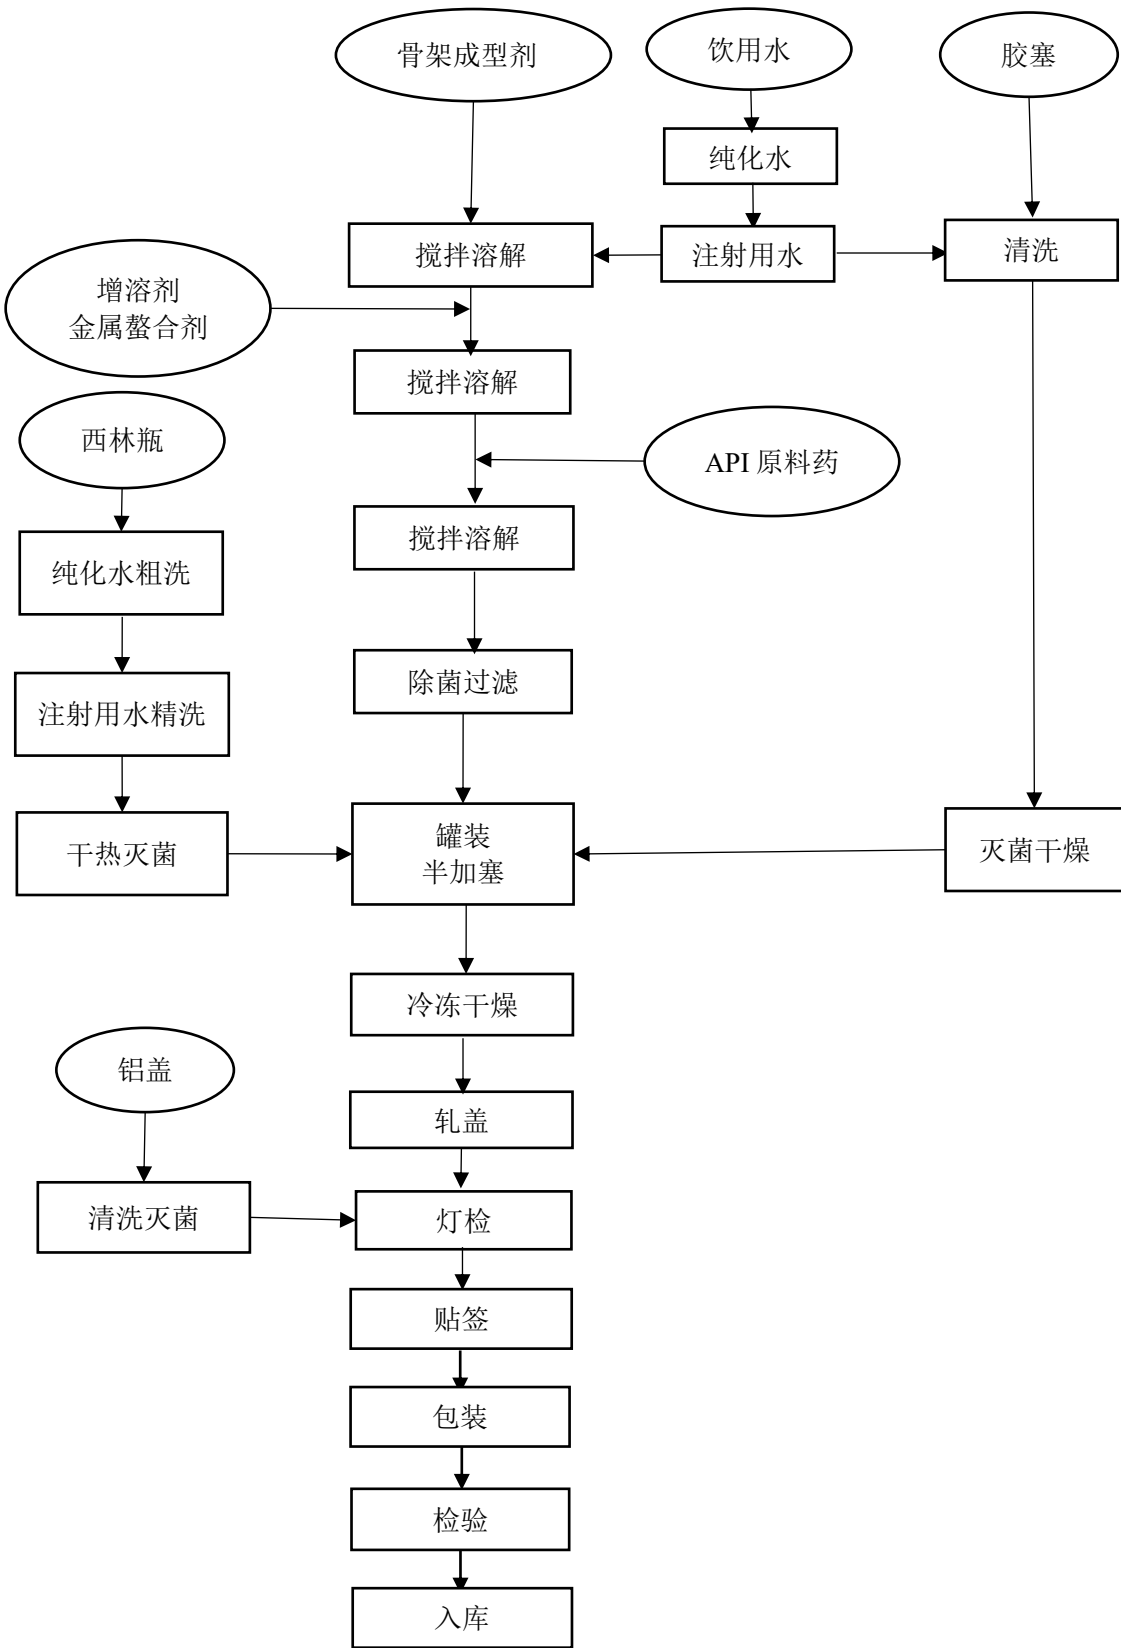 骨架成型剂
饮用水
胶塞
纯化水
搅拌溶解
注射用水
清洗
增溶剂
金属螯合剂
搅拌溶解
西林瓶
API 原料药
搅拌溶解
纯化水粗洗
除菌过滤
注射用水精洗
罐装
半加塞
干热灭菌
灭菌干燥
冷冻干燥
铝盖
轧盖
清洗灭菌
灯检
贴签
包装
检验
入库